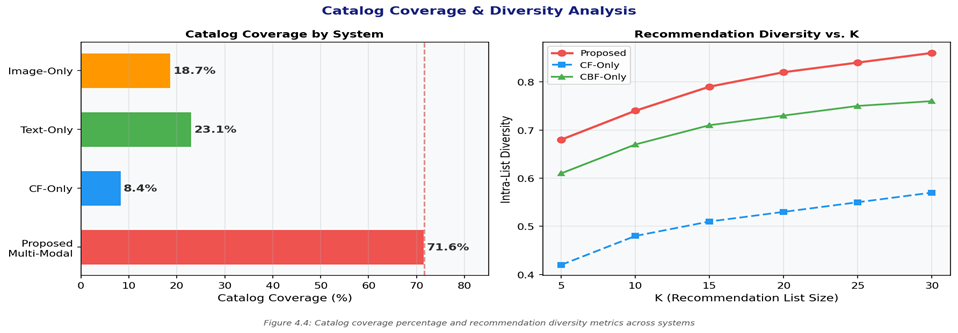 Catalog Coverage & Diversity Analysis
Catalog Coverage by System
Image-Only
18.7%
Text-Only
23.1%
CF-Only
8.4%
Proposed
Multi-Modal
71.6%
0 10 20 30 40 50 60 70 80
Catalog Coverage (%)
Recommendation Diversity vs. K
Proposed
CF-Only
CBF-Only
Intra-List Diversity
0.8
0.7
0.6
0.5
0.4
5 10 15 20 25 30
K (Recommendation List Size)
Figure 4.4: Catalog coverage percentage and recommendation diversity metrics across systems